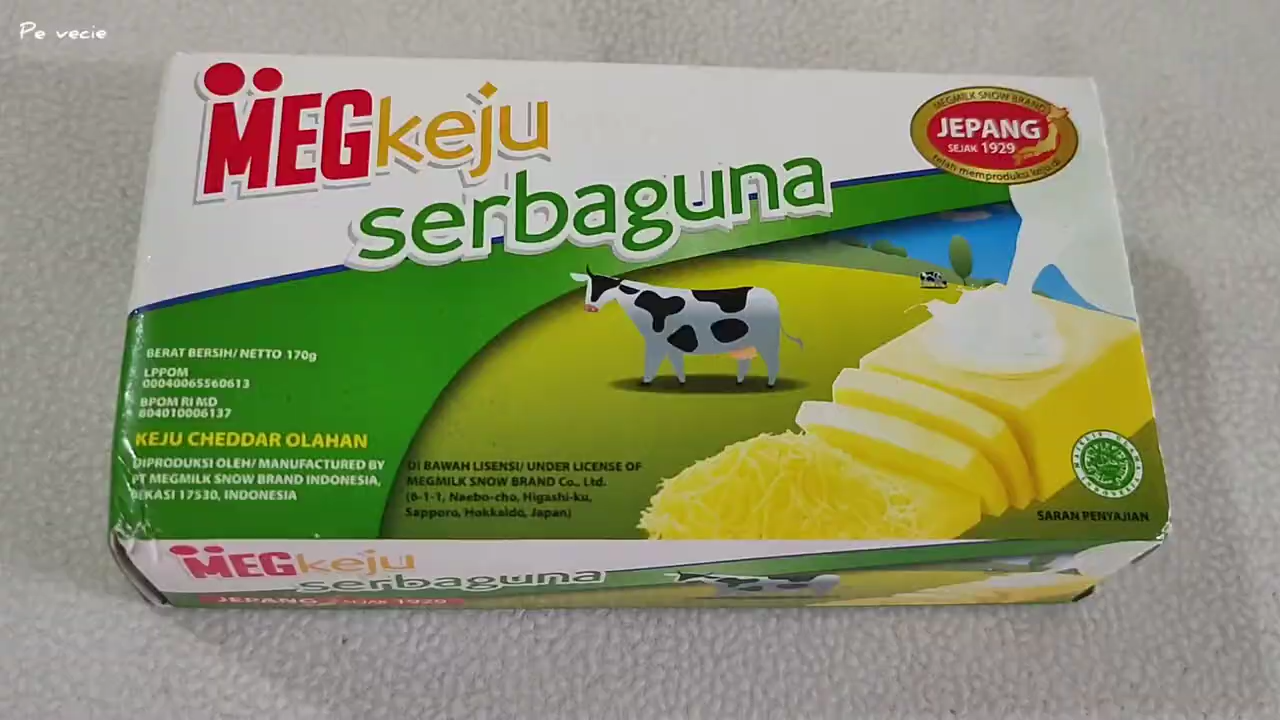 Pe vecie
MEGkeju
serbaguna
MEGMILK SNOW BRAND
JEPANG
SEJAK 1929
telah memproduksi keju di
BERAT BERSIH/ NETTO 170g
LPPOM
00040065560613
BPOM RI MD
804010006137
KEJU CHEDDAR OLAHAN
DIPRODUKSI OLEH/ MANUFACTURED BY
PT MEGMILK SNOW BRAND INDONESIA,
BEKASI 17530, INDONESIA
DI BAWAH LISENSI/ UNDER LICENSE OF
MEGMILK SNOW BRAND Co., Ltd.
(6-1-1, Naebo-cho, Higashi-ku,
Sapporo, Hokkaido, Japan)
SARAN PENYAJIAN
MEGkeju
serbaguna
JEPANG SEJAK 1929